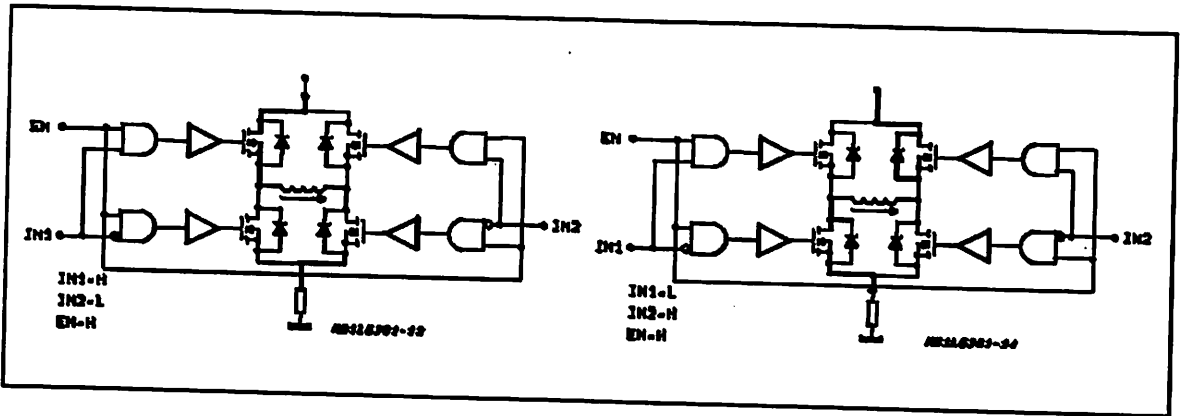 EN
IN1
IN2
IN1=H
IN2=L
EN=H
EN
IN1
IN2
IN1=L
IN2=H
EN=H